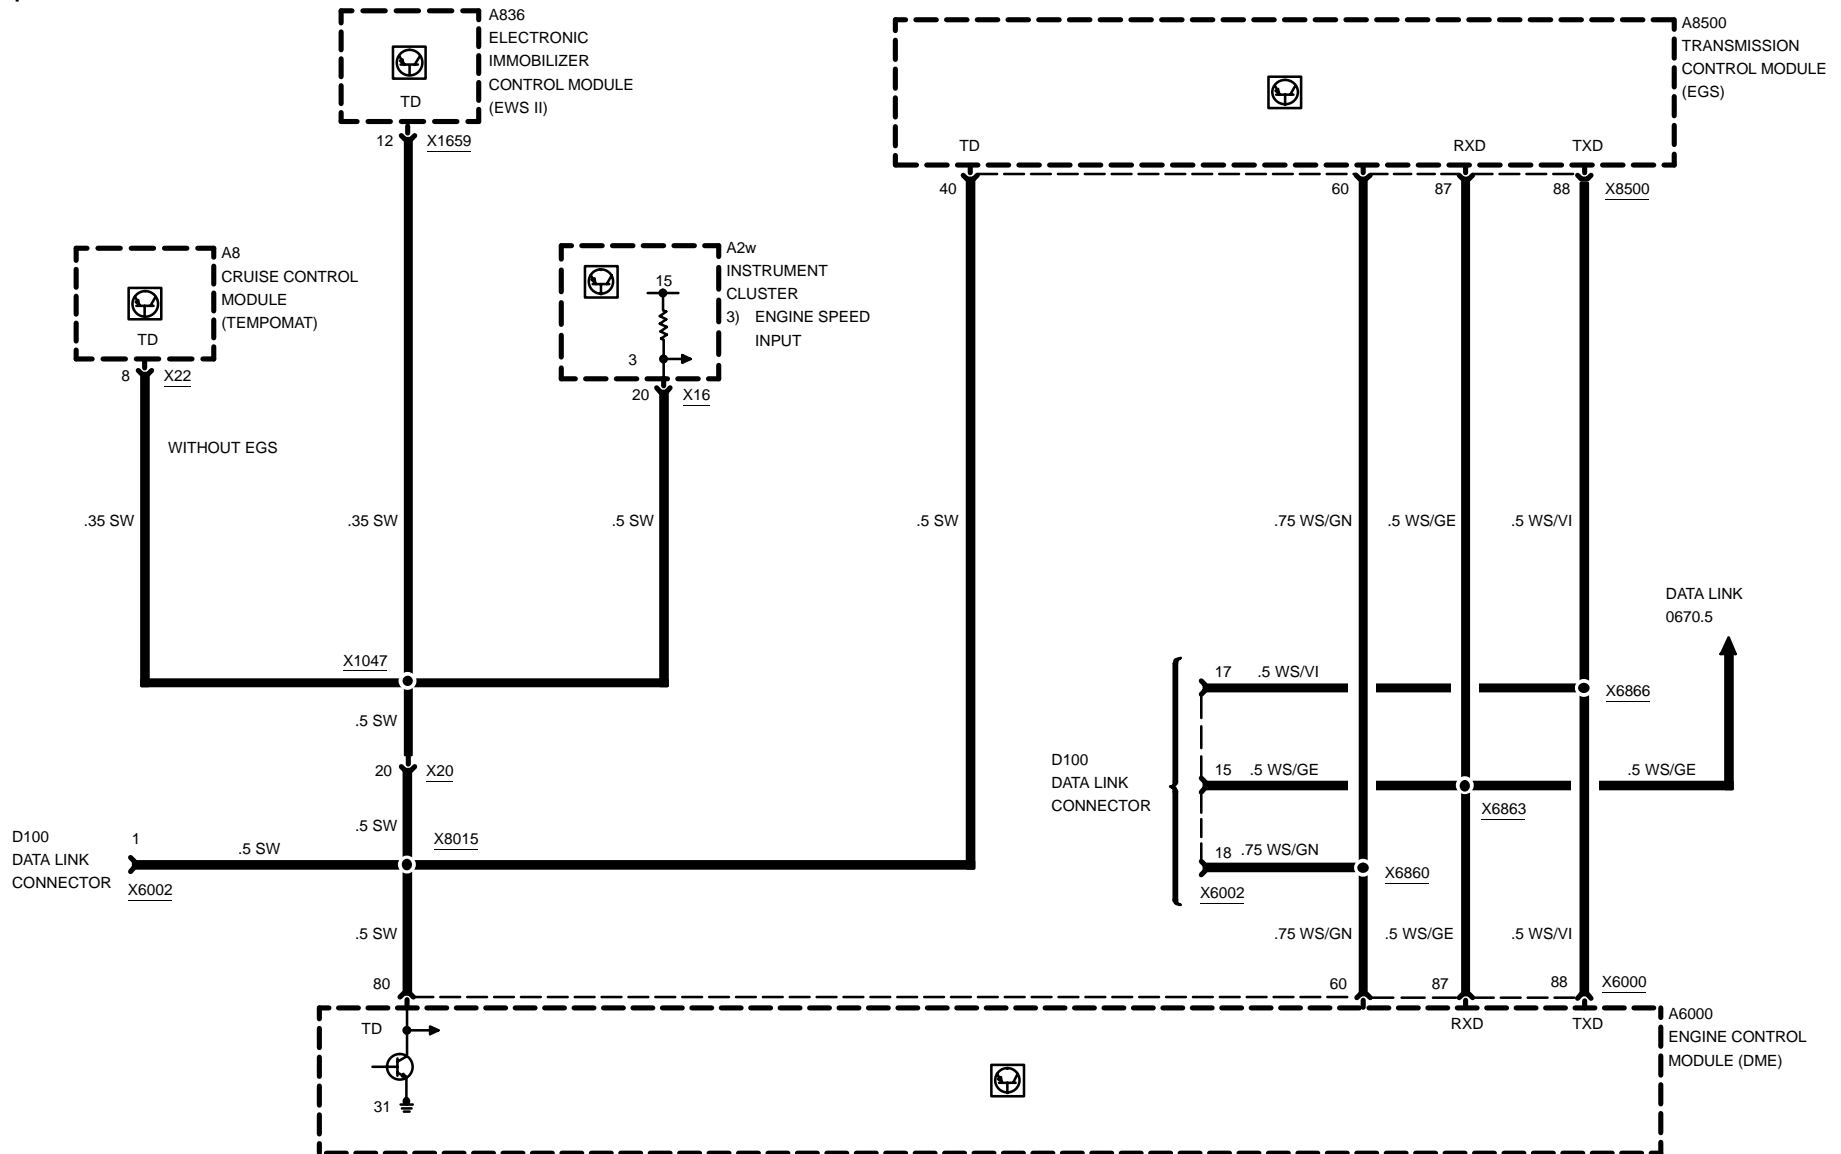 A836
ELECTRONIC
IMMOBILIZER
CONTROL MODULE
(EWS II)
TD
12 X1659
A8500
TRANSMISSION
CONTROL MODULE
(EGS)
TD RXD TXD
40 60 87 88 X8500
A8
CRUISE CONTROL
MODULE
(TEMPOMAT)
TD
8 X22
WITHOUT EGS
A2w
INSTRUMENT
CLUSTER
3) ENGINE SPEED
INPUT
15
3
20 X16
.35 SW .35 SW .5 SW .5 SW .75 WS/GN .5 WS/GE .5 WS/VI
DATA LINK
0670.5
X1047
.5 SW
20 X20
.5 SW
X8015
D100
DATA LINK
CONNECTOR
1
.5 SW
X6002
D100
DATA LINK
CONNECTOR
17 .5 WS/VI
X6866
15 .5 WS/GE
.5 WS/GE
X6863
18 .75 WS/GN
X6860
X6002
.5 SW .75 WS/GN .5 WS/GE .5 WS/VI
80 60 87 88 X6000
TD RXD TXD
31
A6000
ENGINE CONTROL
MODULE (DME)